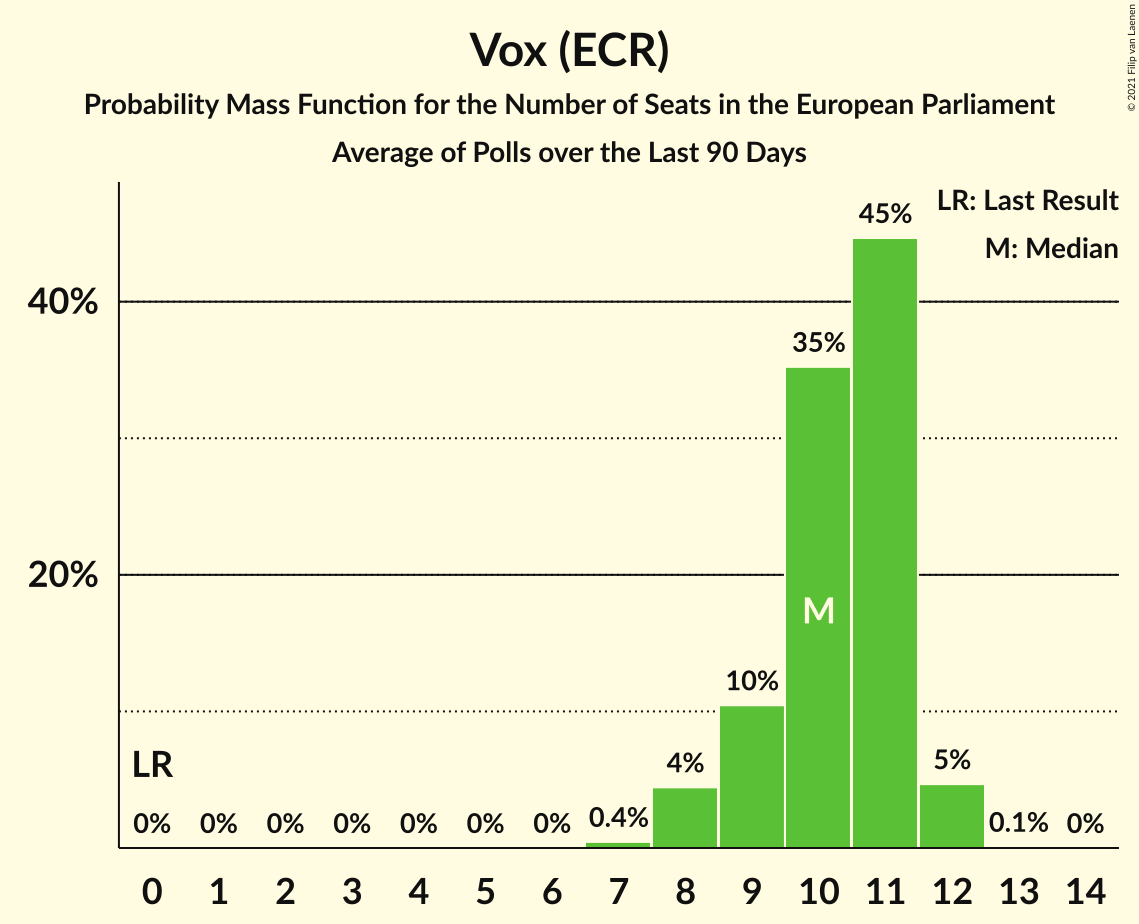 Vox (ECR)
Probability Mass Function for the Number of Seats in the European Parliament
Average of Polls over the Last 90 Days
© 2021 Filip van Laenen
LR: Last Result
M: Median
40%
20%
45%
35%
M
10%
LR
4%
5%
0% 0% 0% 0% 0% 0% 0% 0.4% 0.1% 0%
0 1 2 3 4 5 6 7 8 9 10 11 12 13 14